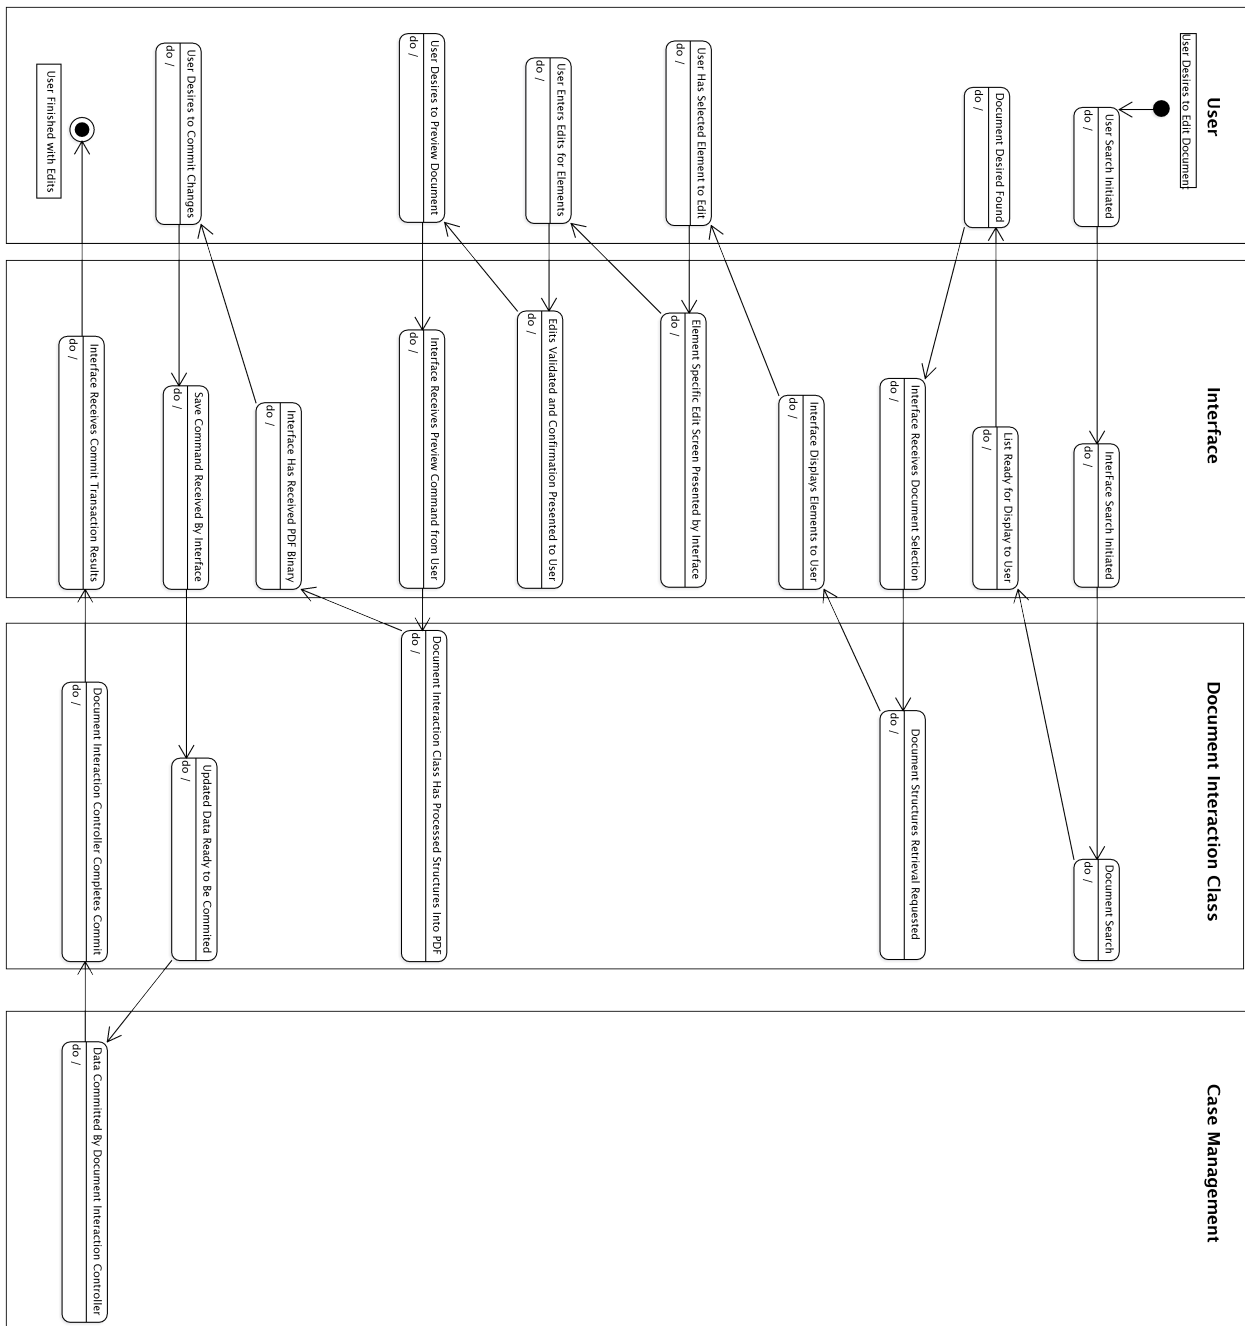 User
Interface
Document Interaction Class
Case Management
User Desires to Edit Document
User Search Initiated
do /
InterFace Search Initiated
do /
Document Search
do /
List Ready for Display to User
do /
Document Desired Found
do /
Interface Receives Document Selection
do /
Document Structures Retrieval Requested
do /
Interface Displays Elements to User
do /
User Has Selected Element to Edit
do /
Element Specific Edit Screen Presented by Interface
do /
User Enters Edits for Elements
do /
Edits Validated and Confirmation Presented to User
do /
User Desires to Preview Document
do /
Interface Receives Preview Command from User
do /
Document Interaction Class Has Processed Structures Into PDF
do /
Interface Has Received PDF Binary
do /
User Desires to Commit Changes
do /
Save Command Received By Interface
do /
Updated Data Ready to Be Commited
do /
Data Committed By Document Interaction Controller
do /
Document Interaction Controller Completes Commit
do /
Interface Receives Commit Transaction Results
do /
User Finished with Edits